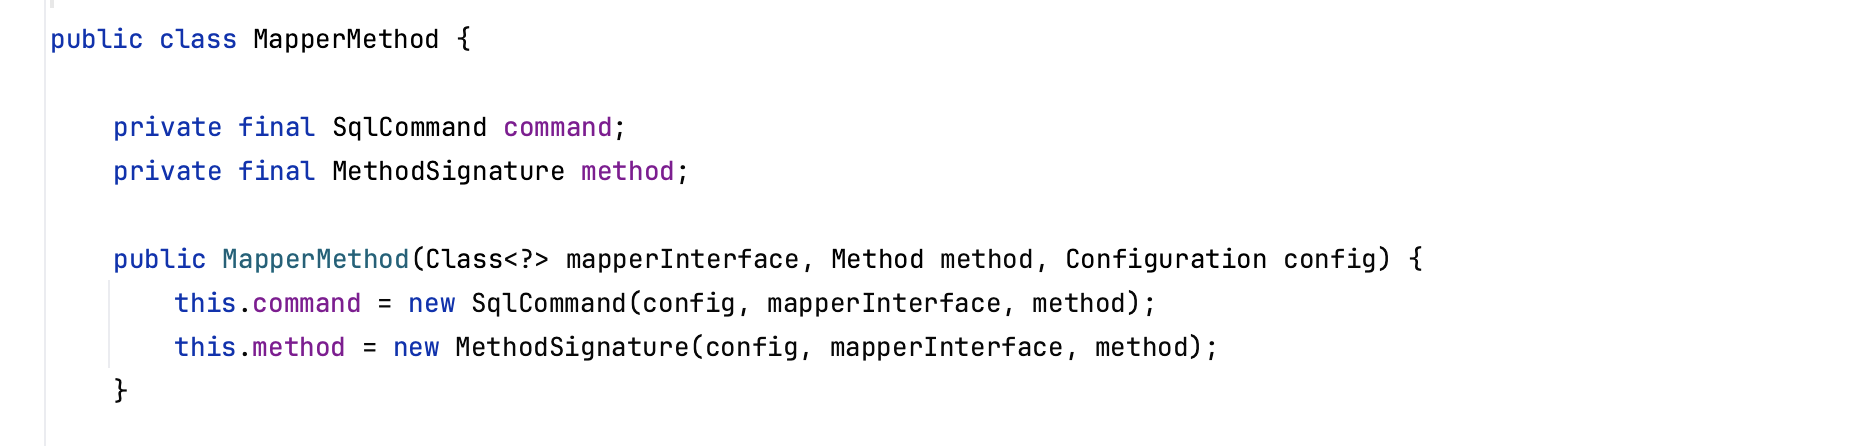 public class MapperMethod {
private final SqlCommand command;
private final MethodSignature method;
public MapperMethod(Class<?> mapperInterface, Method method, Configuration config) {
this.command = new SqlCommand(config, mapperInterface, method);
this.method = new MethodSignature(config, mapperInterface, method);
}